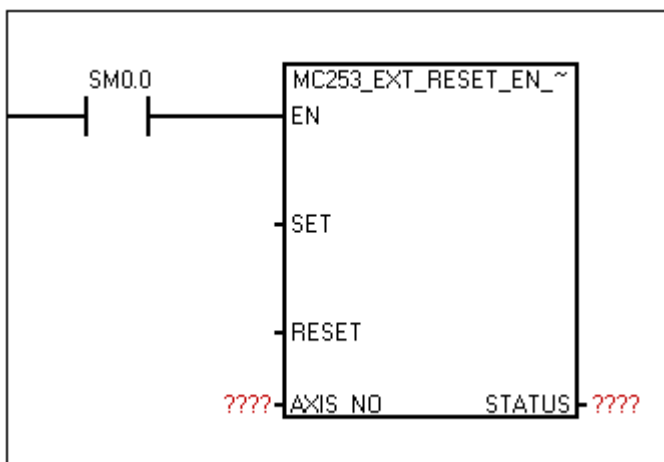 SM0.0
MC253_EXT_RESET_EN_~
EN
SET
RESET
???? AXIS_NO STATUS ????